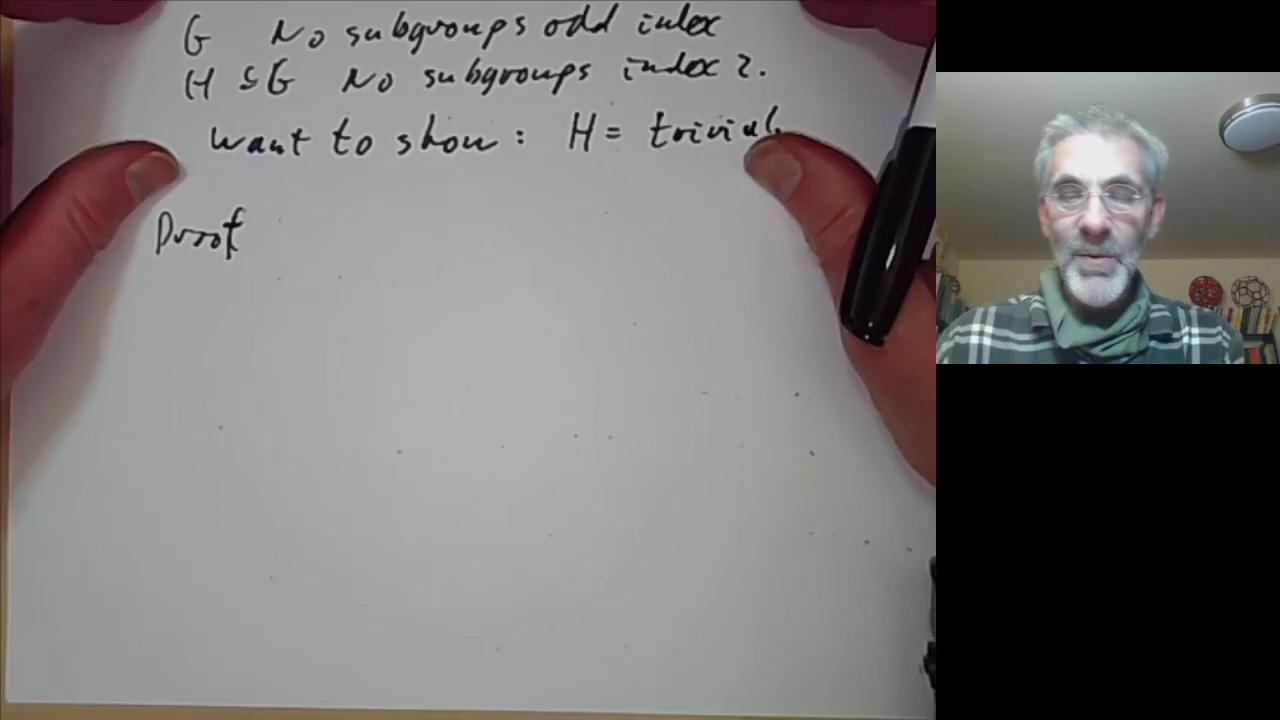 G No subgroups odd index
H ⊆ G No subgroups index 2.
want to show: H = trivial.
Proof